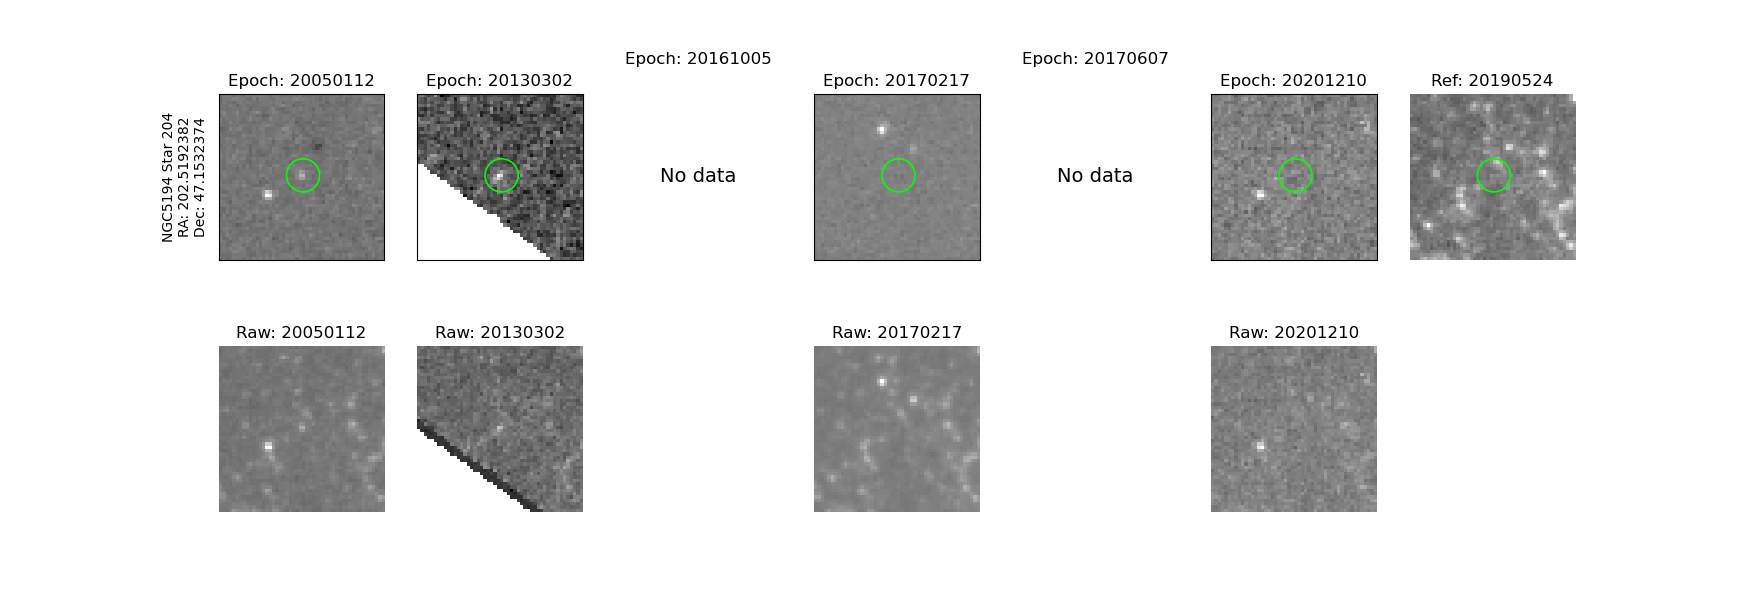 Epoch: 20161005
Epoch: 20170607
Epoch: 20050112
Epoch: 20130302
Epoch: 20170217
Epoch: 20201210
Ref: 20190524
NGC5194 Star 204
RA: 202.5192382
Dec: 47.1532374
No data
No data
Raw: 20050112
Raw: 20130302
Raw: 20170217
Raw: 20201210